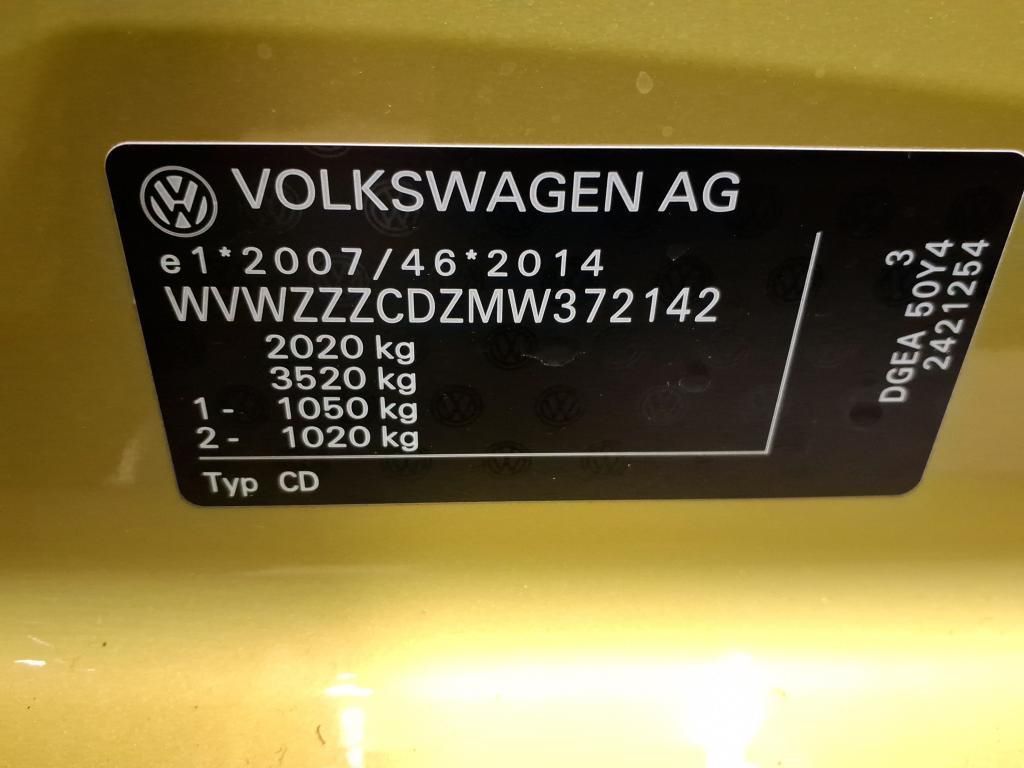 VOLKSWAGEN AG
e1*2007/46*2014
WVWZZZCDZMW372142
2020 kg
3520 kg
1- 1050 kg
2- 1020 kg
Typ CD
3
DGEA 50Y4
2421254